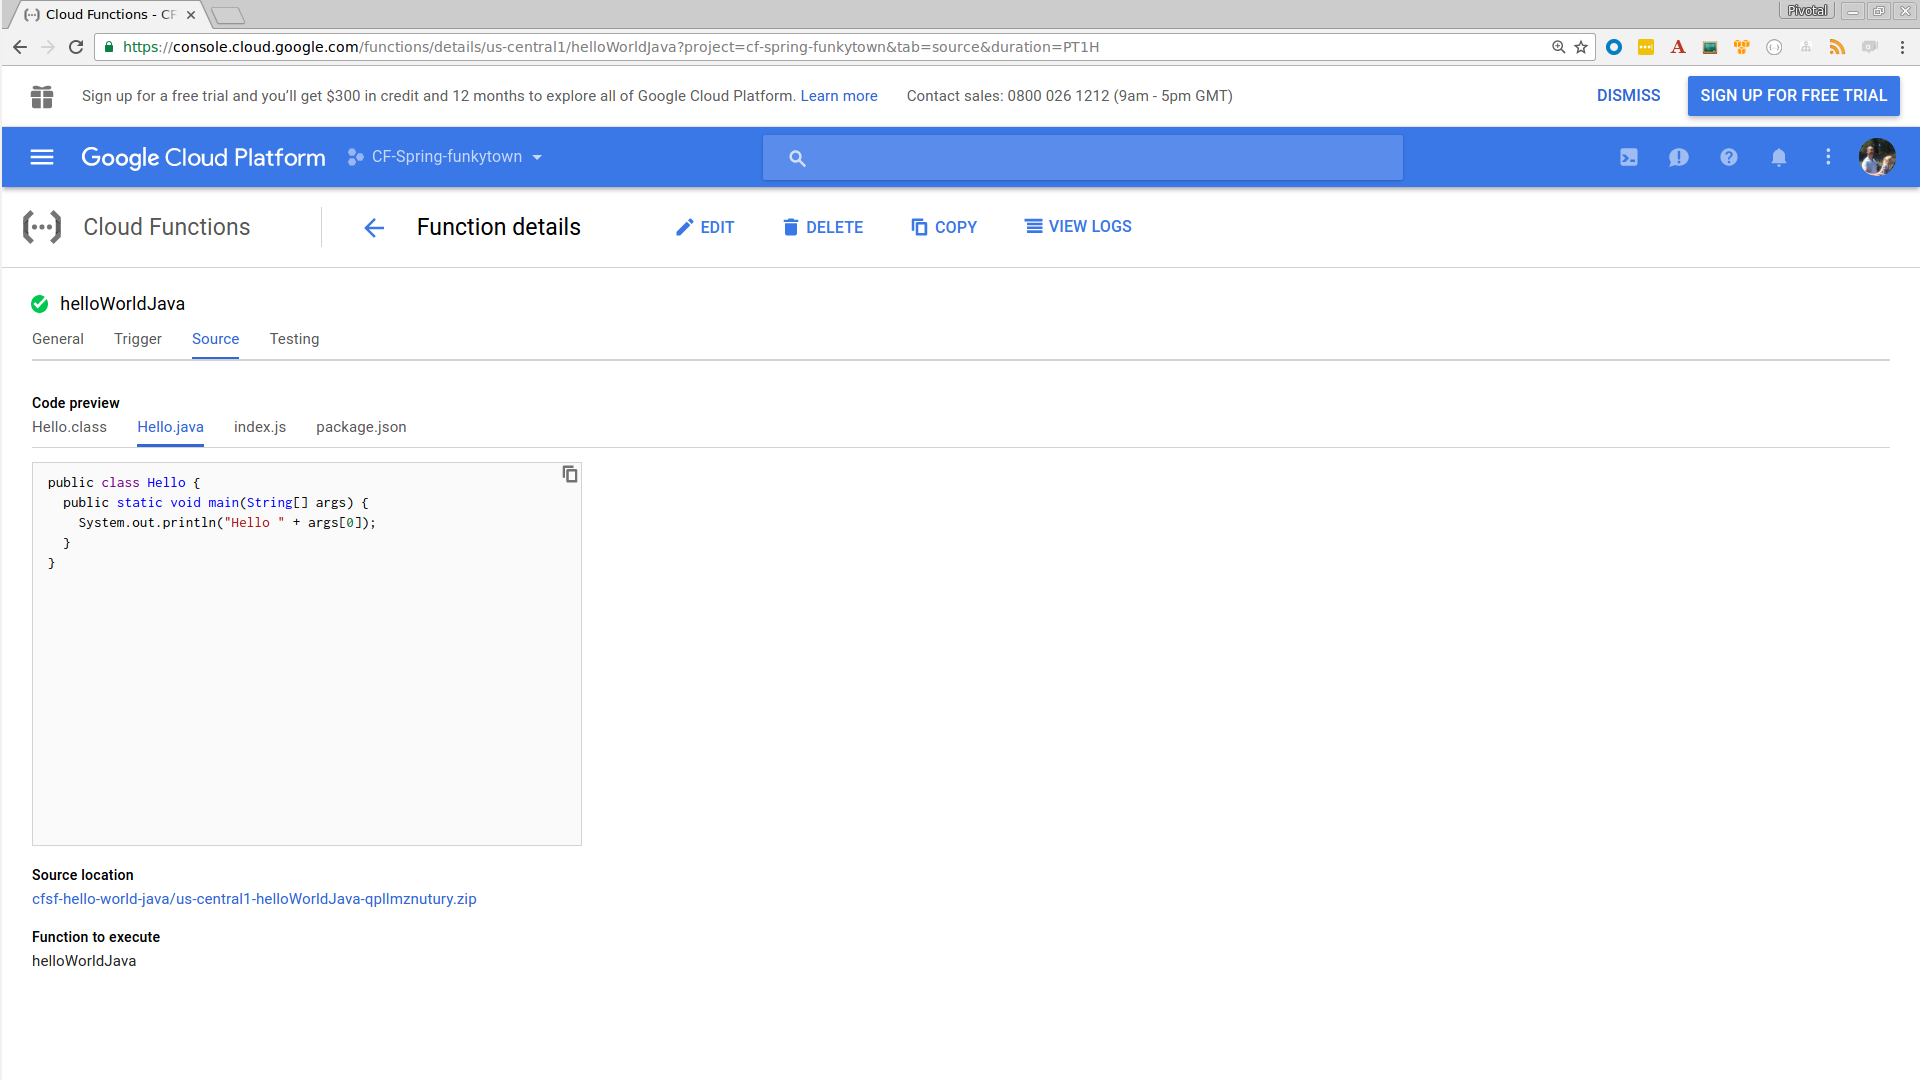 Cloud Functions - CF
Pivotal
https://console.cloud.google.com/functions/details/us-central1/helloWorldJava?project=cf-spring-funkytown&tab=source&duration=PT1H
Sign up for a free trial and you'll get $300 in credit and 12 months to explore all of Google Cloud Platform. Learn more Contact sales: 0800 026 1212 (9am - 5pm GMT) DISMISS SIGN UP FOR FREE TRIAL
Google Cloud Platform CF-Spring-funkytown
Cloud Functions Function details EDIT DELETE COPY VIEW LOGS
helloWorldJava
General Trigger Source Testing
Code preview
Hello.class Hello.java index.js package.json
public class Hello {
public static void main(String[] args) {
System.out.println("Hello " + args[0]);
}
}
Source location
cfsf-hello-world-java/us-central1-helloWorldJava-qpllmznutury.zip
Function to execute
helloWorldJava